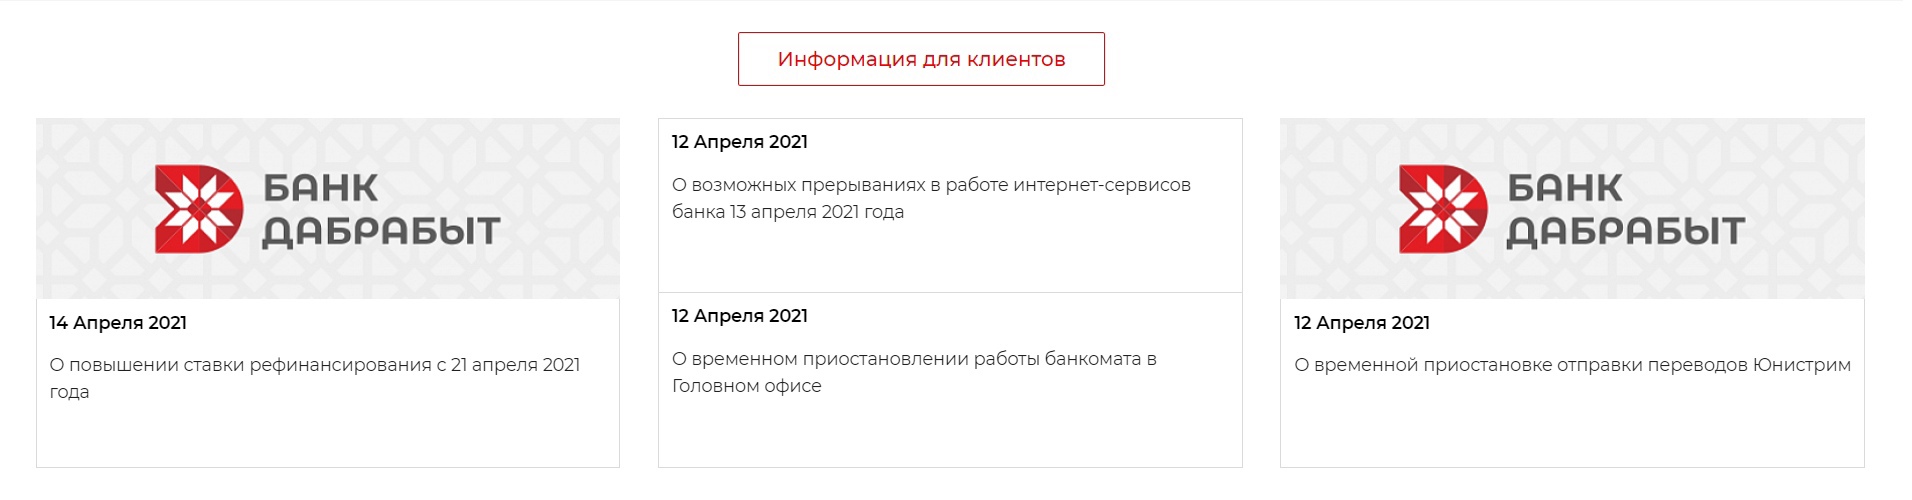 Информация для клиентов
БАНК
ДАБРАБЫТ
14 Апреля 2021
О повышении ставки рефинансирования с 21 апреля 2021
года
12 Апреля 2021
О возможных прерываниях в работе интернет-сервисов
банка 13 апреля 2021 года
12 Апреля 2021
О временном приостановлении работы банкомата в
Головном офисе
БАНК
ДАБРАБЫТ
12 Апреля 2021
О временной приостановке отправки переводов Юнистрим